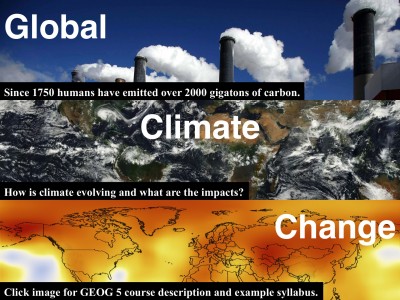 Global
Since 1750 humans have emitted over 2000 gigatons of carbon.
Climate
How is climate evolving and what are the impacts?
Change
Click image for GEOG 5 course description and example syllabus.